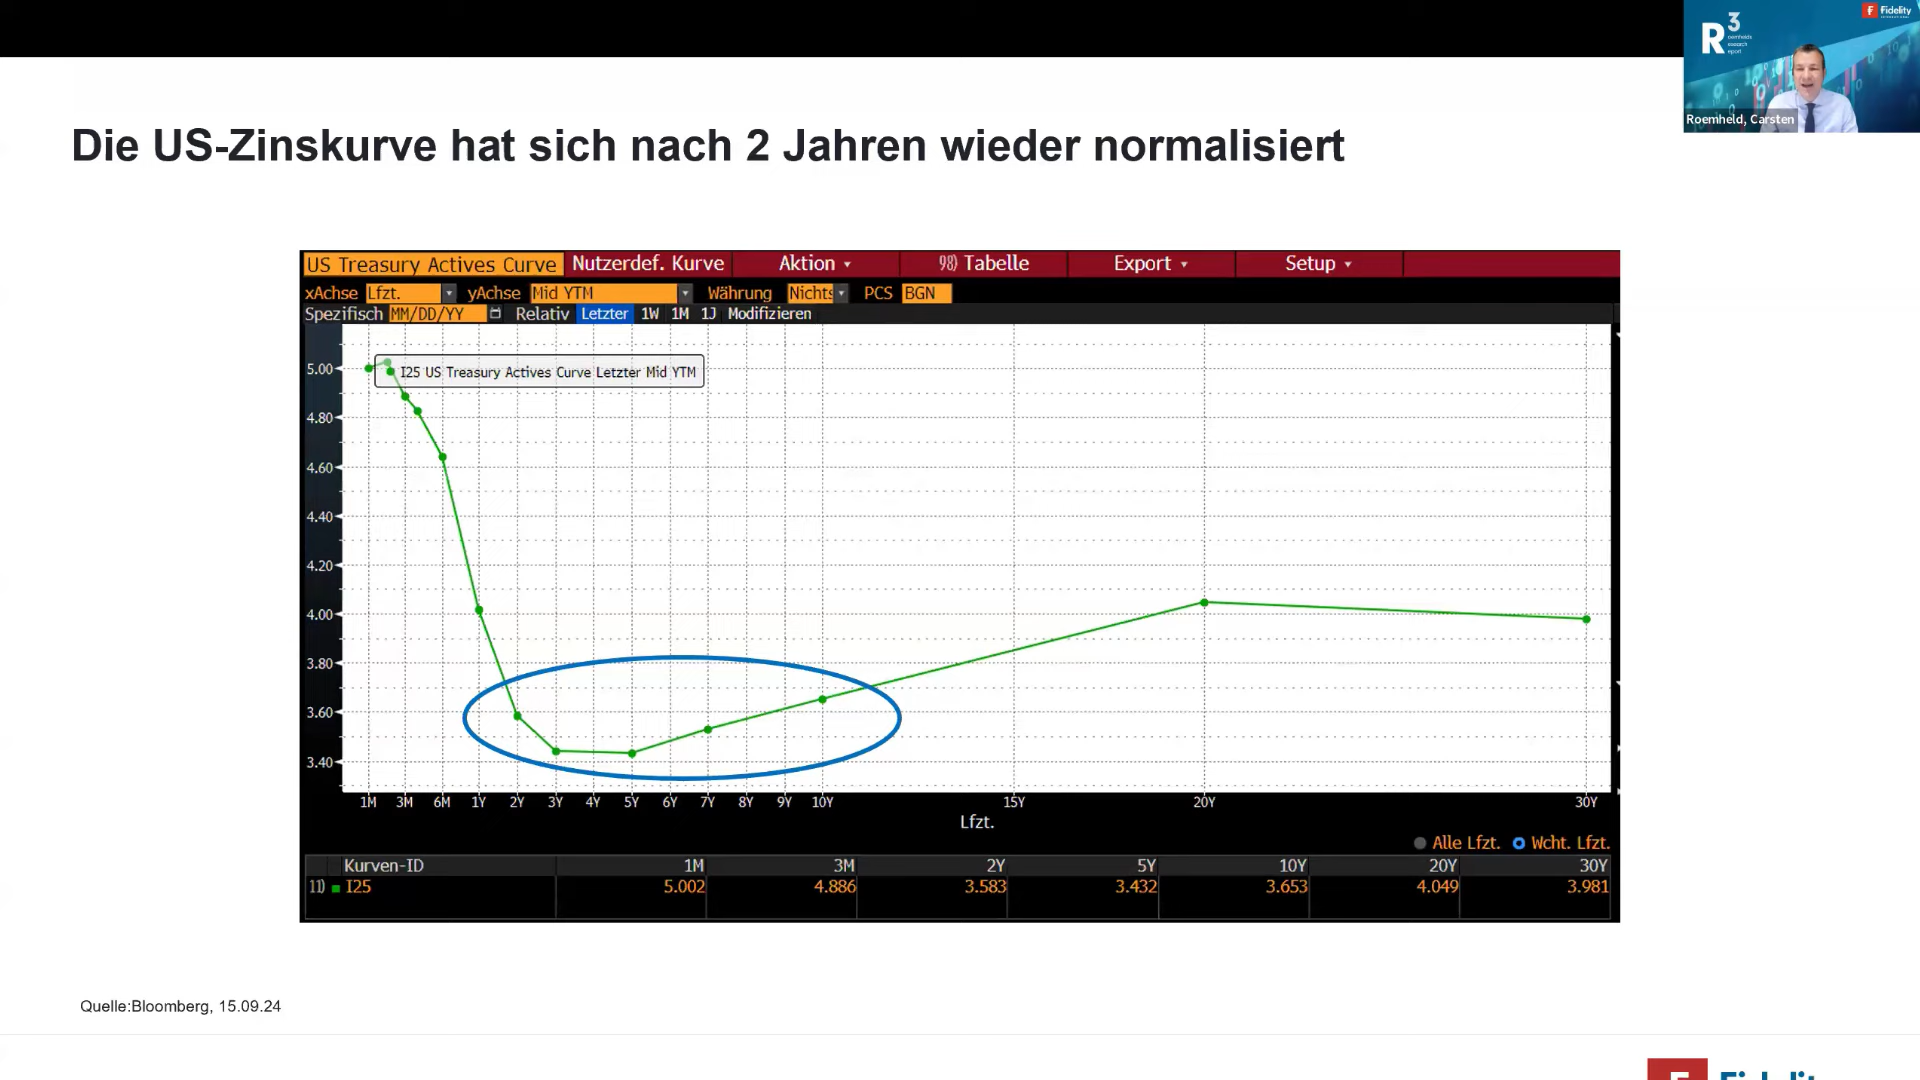 Fidelity
INTERNATIONAL
R3
Roemheld, Carsten
Die US-Zinskurve hat sich nach 2 Jahren wieder normalisiert
US Treasury Actives Curve Nutzerdef. Kurve Aktion 98) Tabelle Export Setup
xAchse Lfzt. yAchse Mid YTM Währung Nichts PCS BGN
Spezifisch MM/DD/YY Relativ Letzter 1W 1M 1J Modifizieren
I25 US Treasury Actives Curve Letzter Mid YTM
5.00
4.80
4.60
4.40
4.20
4.00
3.80
3.60
3.40
1M 3M 6M 1Y 2Y 3Y 4Y 5Y 6Y 7Y 8Y 9Y 10Y 15Y 20Y 30Y
Lfzt.
Alle Lfzt. Wcht. Lfzt.
Kurven-ID 1M 3M 2Y 5Y 10Y 20Y 30Y
11) I25 5.002 4.886 3.583 3.432 3.653 4.049 3.981
Quelle:Bloomberg, 15.09.24